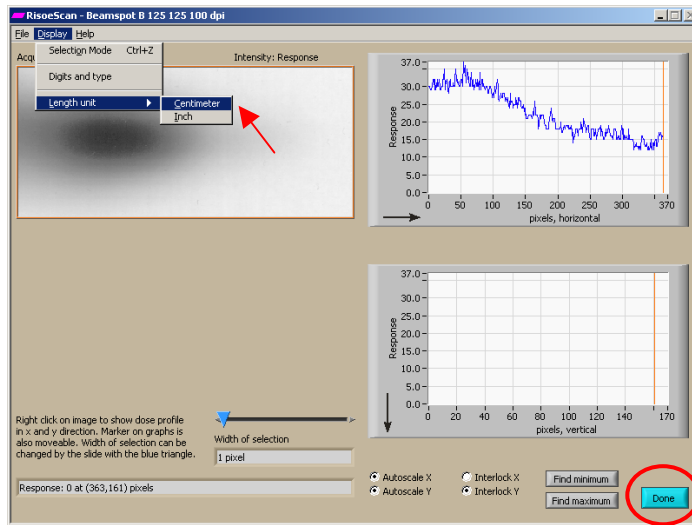 RisoeScan - Beamspot B 125 125 100 dpi
File Display Help
Selection Mode Ctrl+Z
Digits and type
Length unit
Centimeter
Inch
Acqu
Intensity: Response
37.0
30.0
25.0
20.0
15.0
10.0
5.0
0.0
Response
0 50 100 150 200 250 300 370
pixels, horizontal
37.0
30.0
25.0
20.0
15.0
10.0
5.0
0.0
Response
0 20 40 60 80 100 120 140 170
pixels, vertical
Right click on image to show dose profile
in x and y direction. Marker on graphs is
also moveable. Width of selection can be
changed by the slide with the blue triangle.
Width of selection
1 pixel
Response: 0 at (363,161) pixels
Autoscale X Interlock X Find minimum
Autoscale Y Interlock Y Find maximum
Done